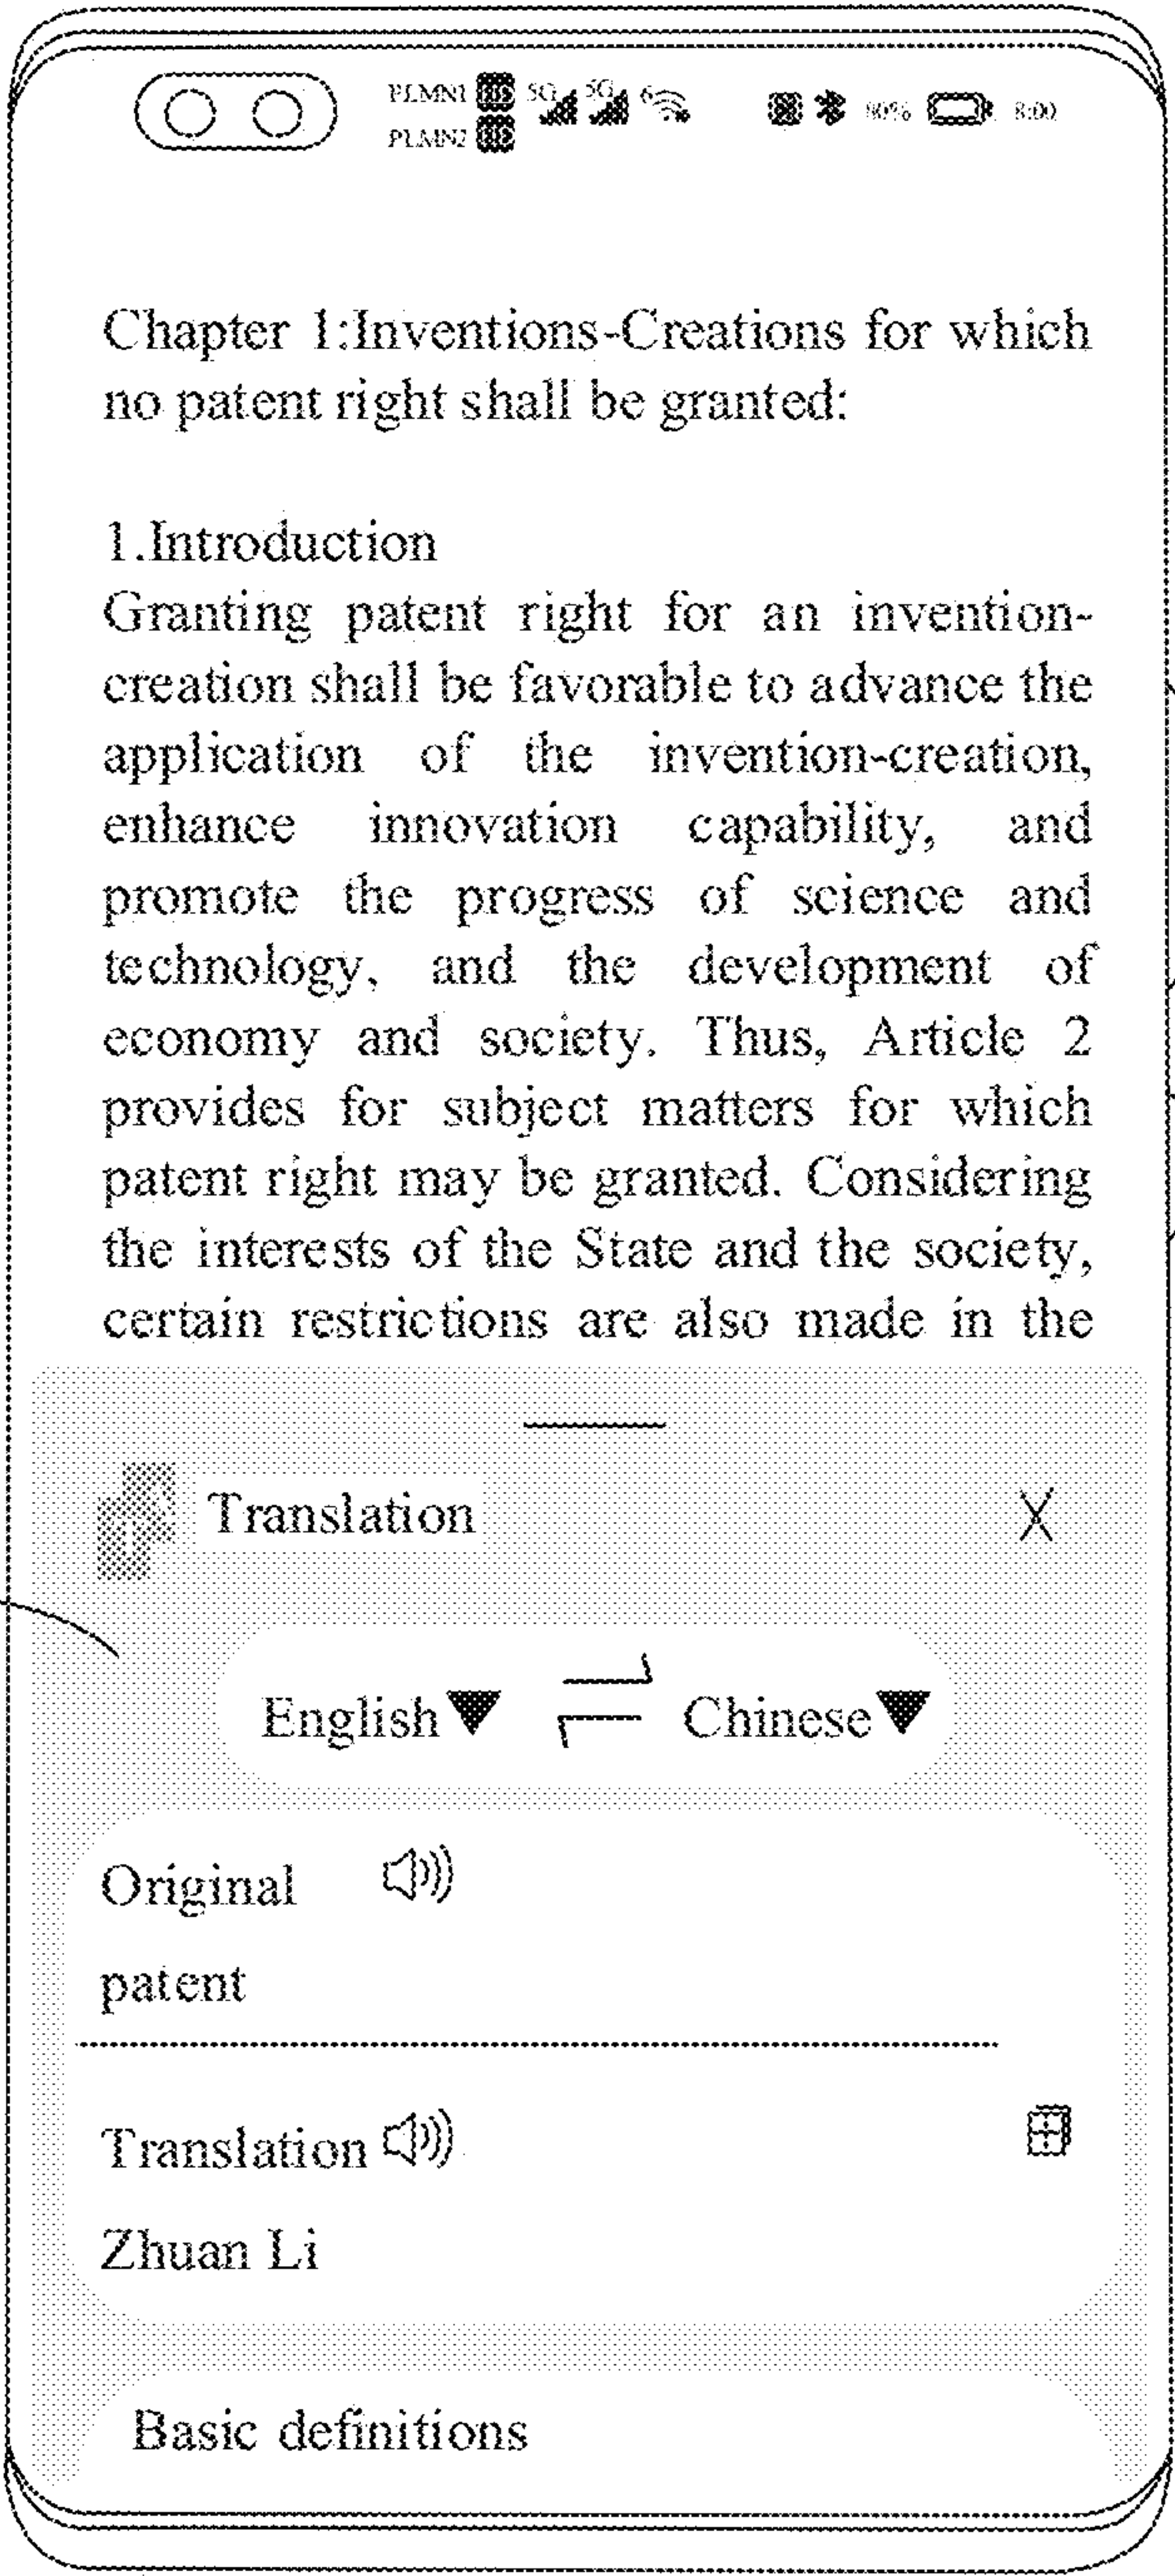 PLMN1 HD 5G 5G 6 80% 8:00
PLMN2 HD
Chapter 1:Inventions-Creations for which
no patent right shall be granted:
1.Introduction
Granting patent right for an invention-
creation shall be favorable to advance the
application of the invention-creation,
enhance innovation capability, and
promote the progress of science and
technology, and the development of
economy and society. Thus, Article 2
provides for subject matters for which
patent right may be granted. Considering
the interests of the State and the society,
certain restrictions are also made in the
Translation X
English Chinese
Original
patent
Translation
Zhuan Li
Basic definitions